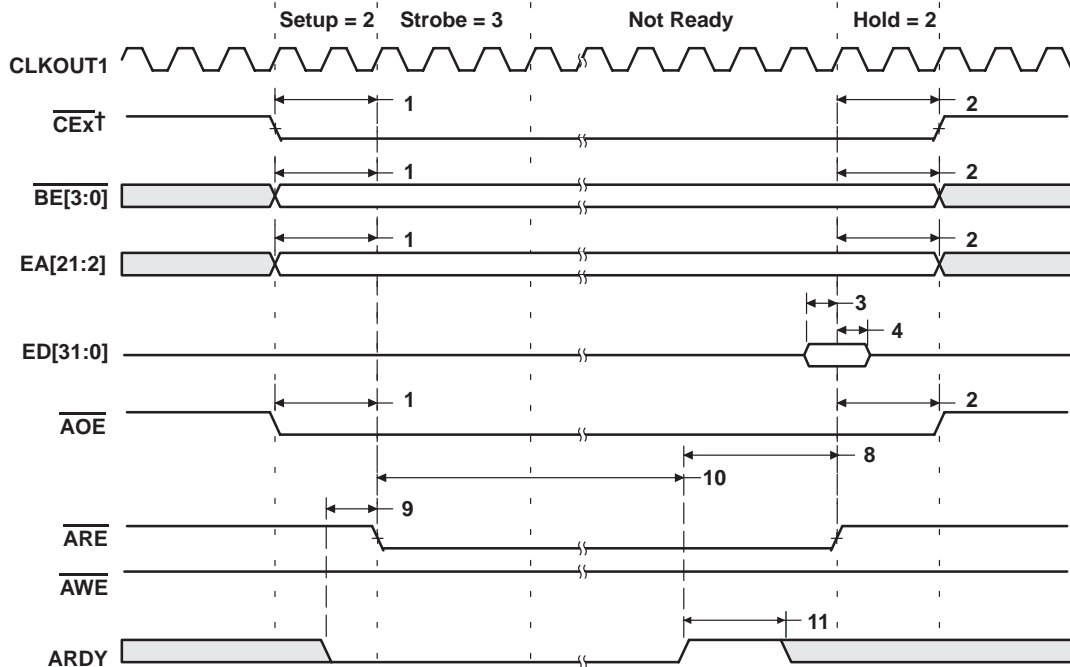 Setup = 2 Strobe = 3 Not Ready Hold = 2
CLKOUT1
CEx† 1 2
BE[3:0] 1 2
EA[21:2] 1 2
3
4
ED[31:0]
AOE 1 2
8
10
9
ARE
AWE
11
ARDY